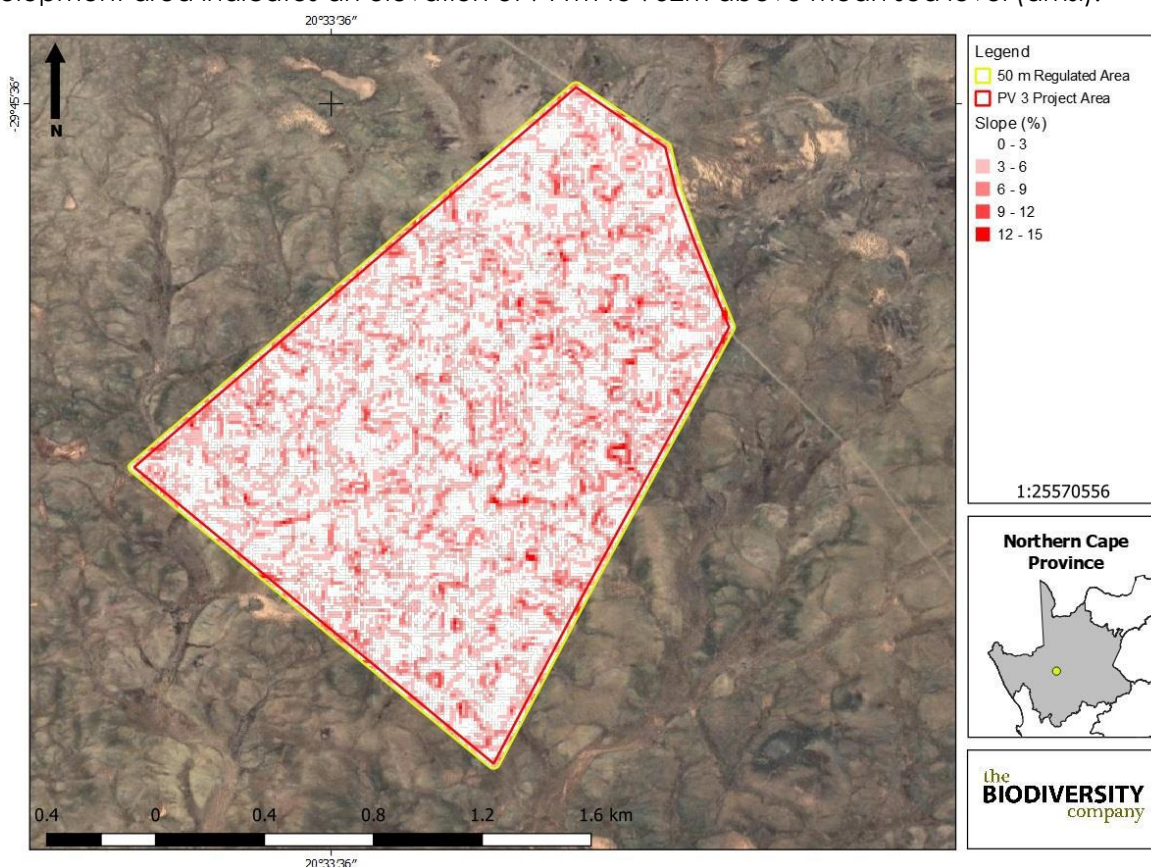 20°33'36"
-29°45'36"
N
Legend
50 m Regulated Area
PV 3 Project Area
Slope (%)
0 - 3
3 - 6
6 - 9
9 - 12
12 - 15
1:25570556
Northern Cape
Province
the
BIODIVERSITY
company
0.4 0 0.4 0.8 1.2 1.6 km
20°33'36"